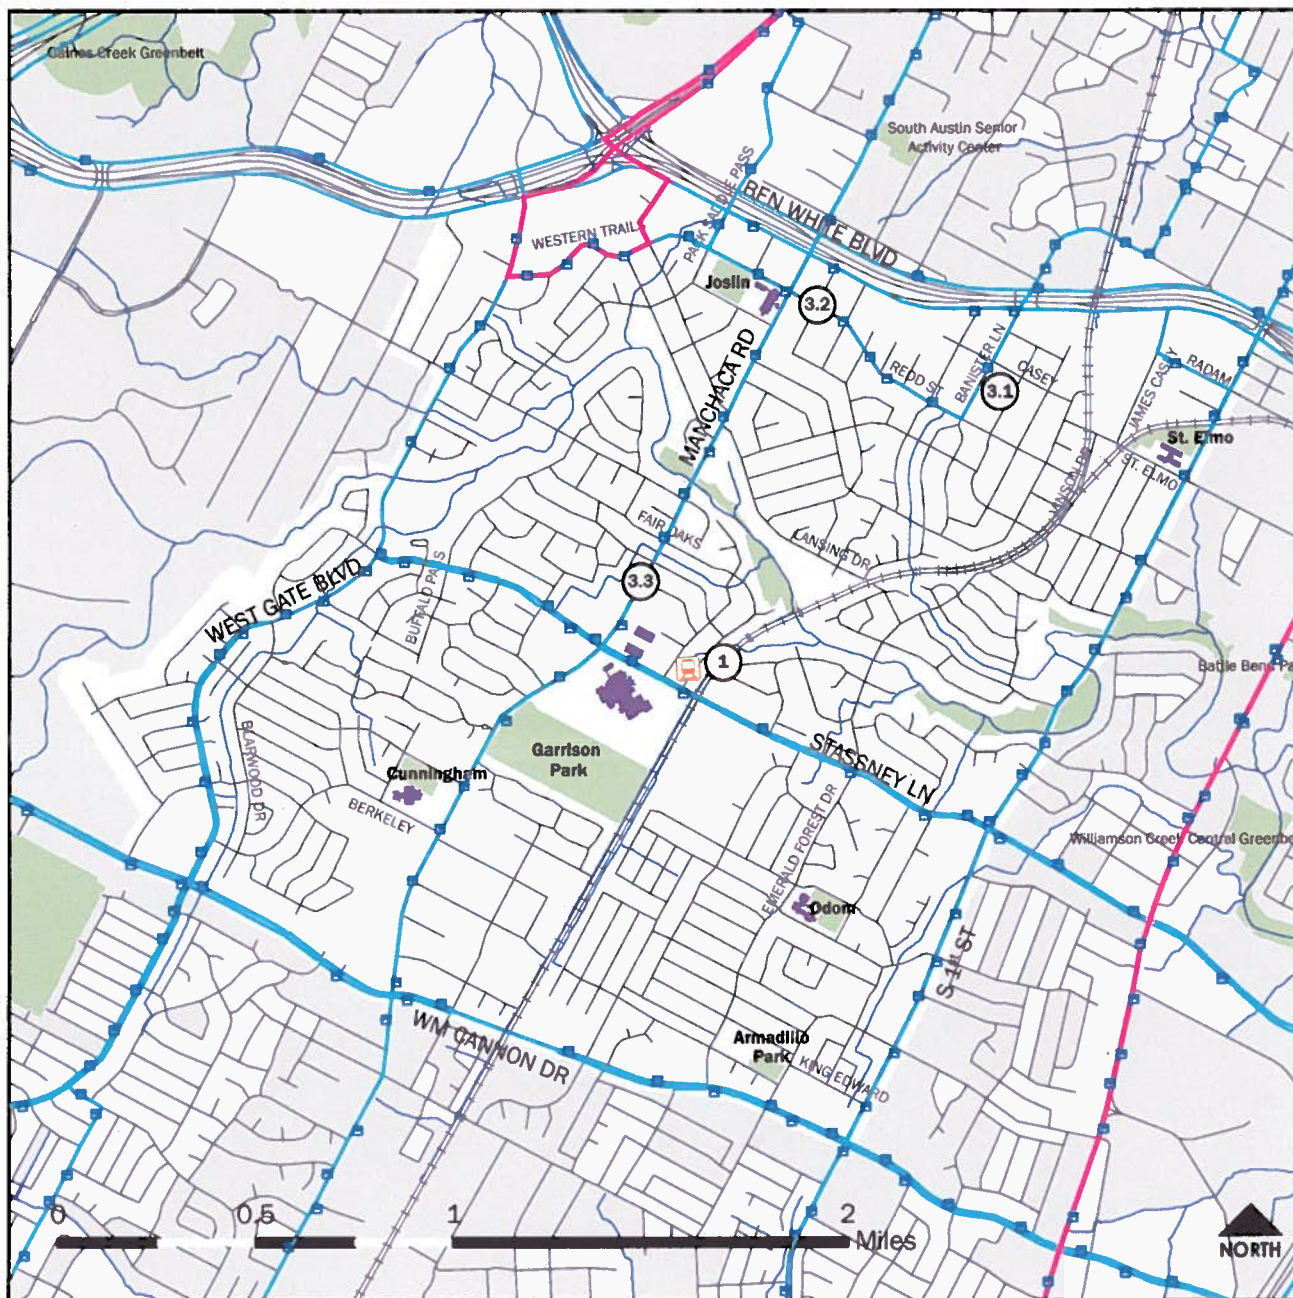 Gaines Creek Greenbelt
South Austin Senior
Activity Center
PACK SADDLE PASS
BEN WHITE BLVD
WESTERN TRAIL
Joslin
3.2
MANCHACA RD
REDD ST
BANISTER LN
CASEY
3.1
JAMES CASEY
RADAM
St. Elmo
ST. ELMO
FAIR OAKS
LANSING DR
3.3
WEST GATE BLVD
BUFFALO PASS
1
Battle Bend Pa
BLARWOOD DR
Garrison
Park
STASSNEY LN
Cunningham
BERKELEY
EMERALD FOREST DR
Williamson Creek Central Greenbe
Odom
S 1st ST
WM CANNON DR
Armadillo
Park
KING EDWARD
0 0.5 1 2
Miles
NORTH